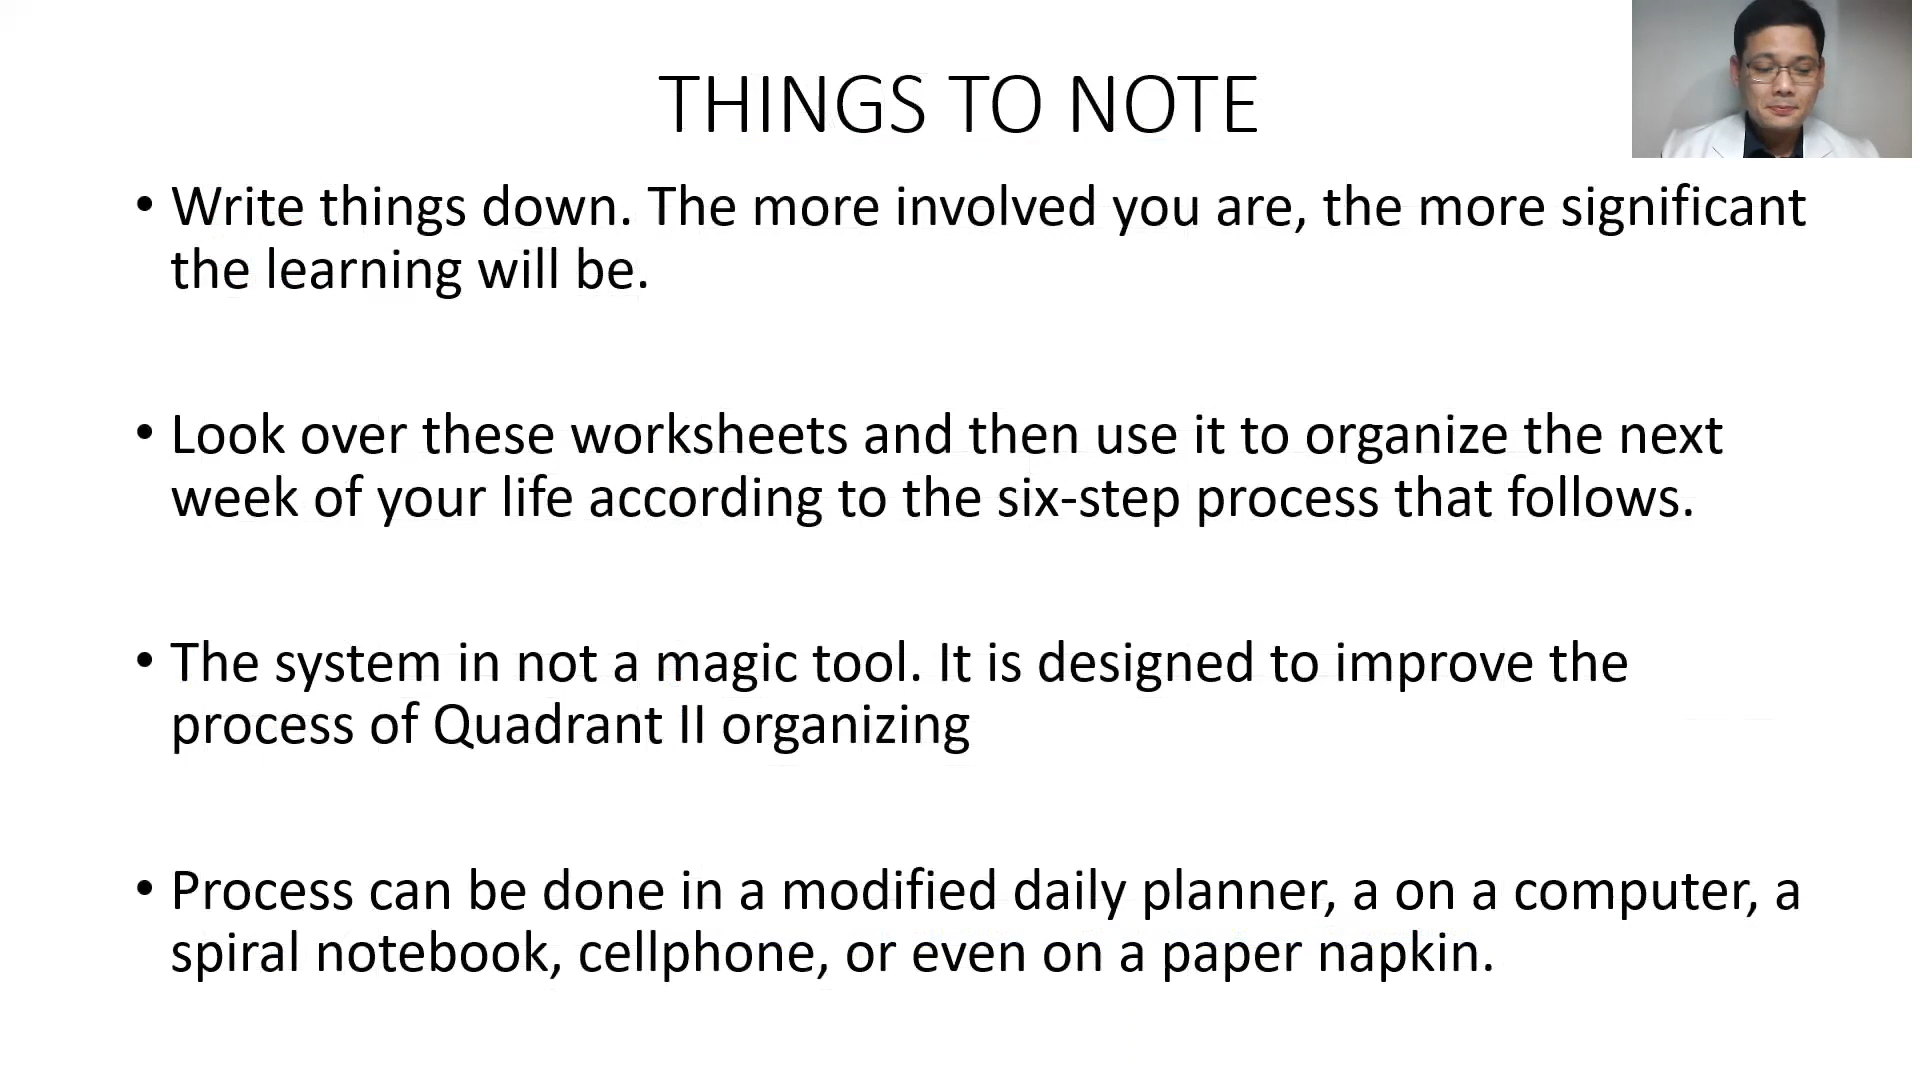 THINGS TO NOTE
• Write things down. The more involved you are, the more significant
the learning will be.
• Look over these worksheets and then use it to organize the next
week of your life according to the six-step process that follows.
• The system in not a magic tool. It is designed to improve the
process of Quadrant II organizing
• Process can be done in a modified daily planner, a on a computer, a
spiral notebook, cellphone, or even on a paper napkin.